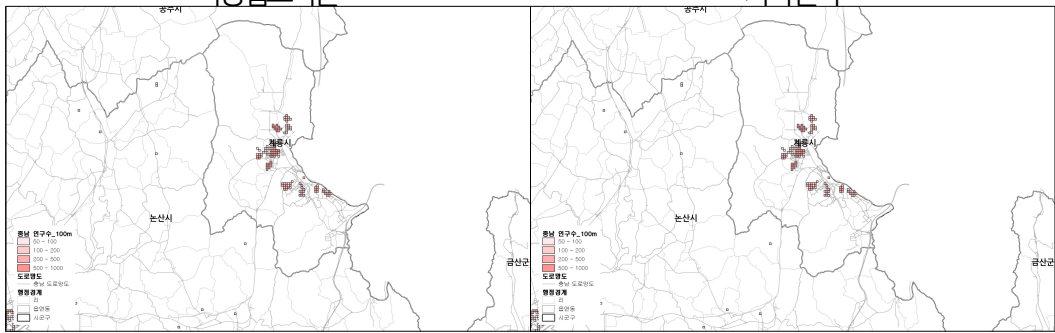 공주시
계룡시
논산시
금산군
충남 인구수_100m
50 - 100
100 - 200
200 - 500
500 - 1000
도로망도
충남 도로망도
행정경계
리
읍면동
시군구
공주시
계룡시
논산시
금산군
충남 인구수_100m
50 - 100
100 - 200
200 - 500
500 - 1000
도로망도
충남 도로망도
행정경계
리
읍면동
시군구